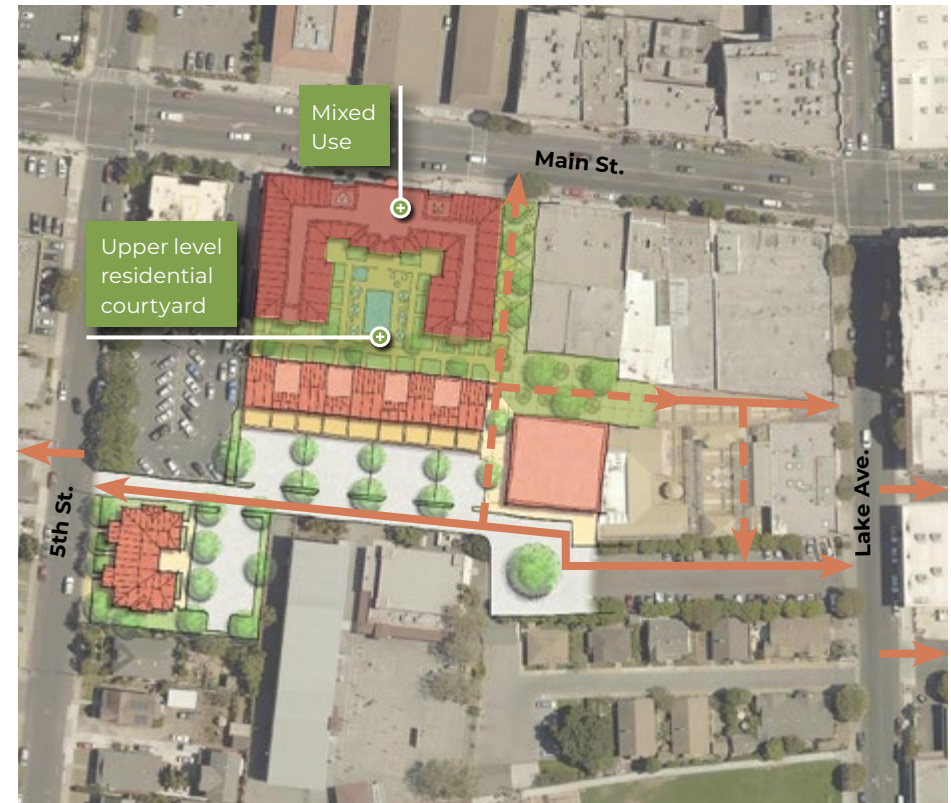 Mixed
Use
Main St.
Upper level
residential
courtyard
5th St.
Lake Ave.